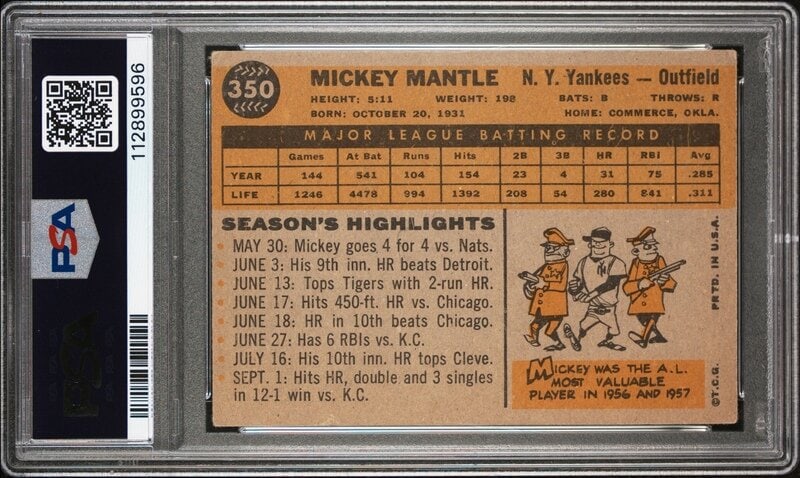 112899596
PSA
PSA
350
MICKEY MANTLE N. Y. Yankees — Outfield
HEIGHT: 5:11 WEIGHT: 198 BATS: B THROWS: R
BORN: OCTOBER 20, 1931 HOME: COMMERCE, OKLA.
MAJOR LEAGUE BATTING RECORD
Games At Bat Runs Hits 2B 3B HR RBI Avg
YEAR 144 541 104 154 23 4 31 75 .285
LIFE 1246 4478 994 1392 208 54 280 841 .311
SEASON'S HIGHLIGHTS
MAY 30: Mickey goes 4 for 4 vs. Nats.
JUNE 3: His 9th inn. HR beats Detroit.
JUNE 13: Tops Tigers with 2-run HR.
JUNE 17: Hits 450-ft. HR vs. Chicago.
JUNE 18: HR in 10th beats Chicago.
JUNE 27: Has 6 RBIs vs. K.C.
JULY 16: His 10th inn. HR tops Cleve.
SEPT. 1: Hits HR, double and 3 singles
in 12-1 win vs. K.C.
MICKEY WAS THE A.L.
MOST VALUABLE
PLAYER IN 1956 AND 1957
©T.C.G. PRTD. IN U.S.A.